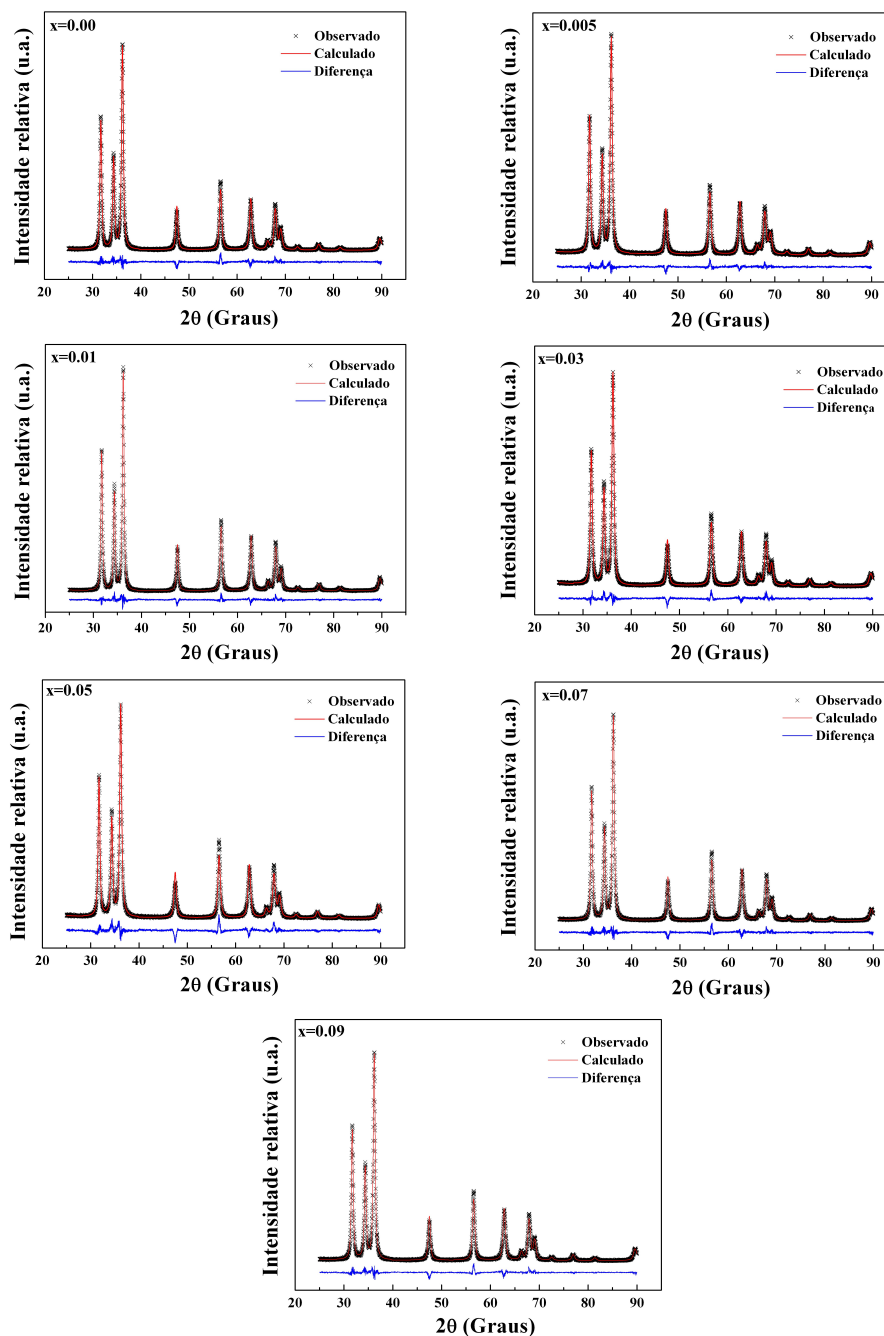 x=0.00
Observado
Calculado
Diferença
Intensidade relativa (u.a.)
20 30 40 50 60 70 80 90
2θ (Graus)
x=0.005
Observado
Calculado
Diferença
Intensidade relativa (u.a.)
20 30 40 50 60 70 80 90
2θ (Graus)
x=0.01
Observado
Calculado
Diferença
Intensidade relativa (u.a.)
20 30 40 50 60 70 80 90
2θ (Graus)
x=0.03
Observado
Calculado
Diferença
Intensidade relativa (u.a.)
20 30 40 50 60 70 80 90
2θ (Graus)
x=0.05
Observado
Calculado
Diferença
Intensidade relativa (u.a.)
20 30 40 50 60 70 80 90
2θ (Graus)
x=0.07
Observado
Calculado
Diferença
Intensidade relativa (u.a.)
20 30 40 50 60 70 80 90
2θ (Graus)
x=0.09
Observado
Calculado
Diferença
Intensidade relativa (u.a.)
20 30 40 50 60 70 80 90
2θ (Graus)